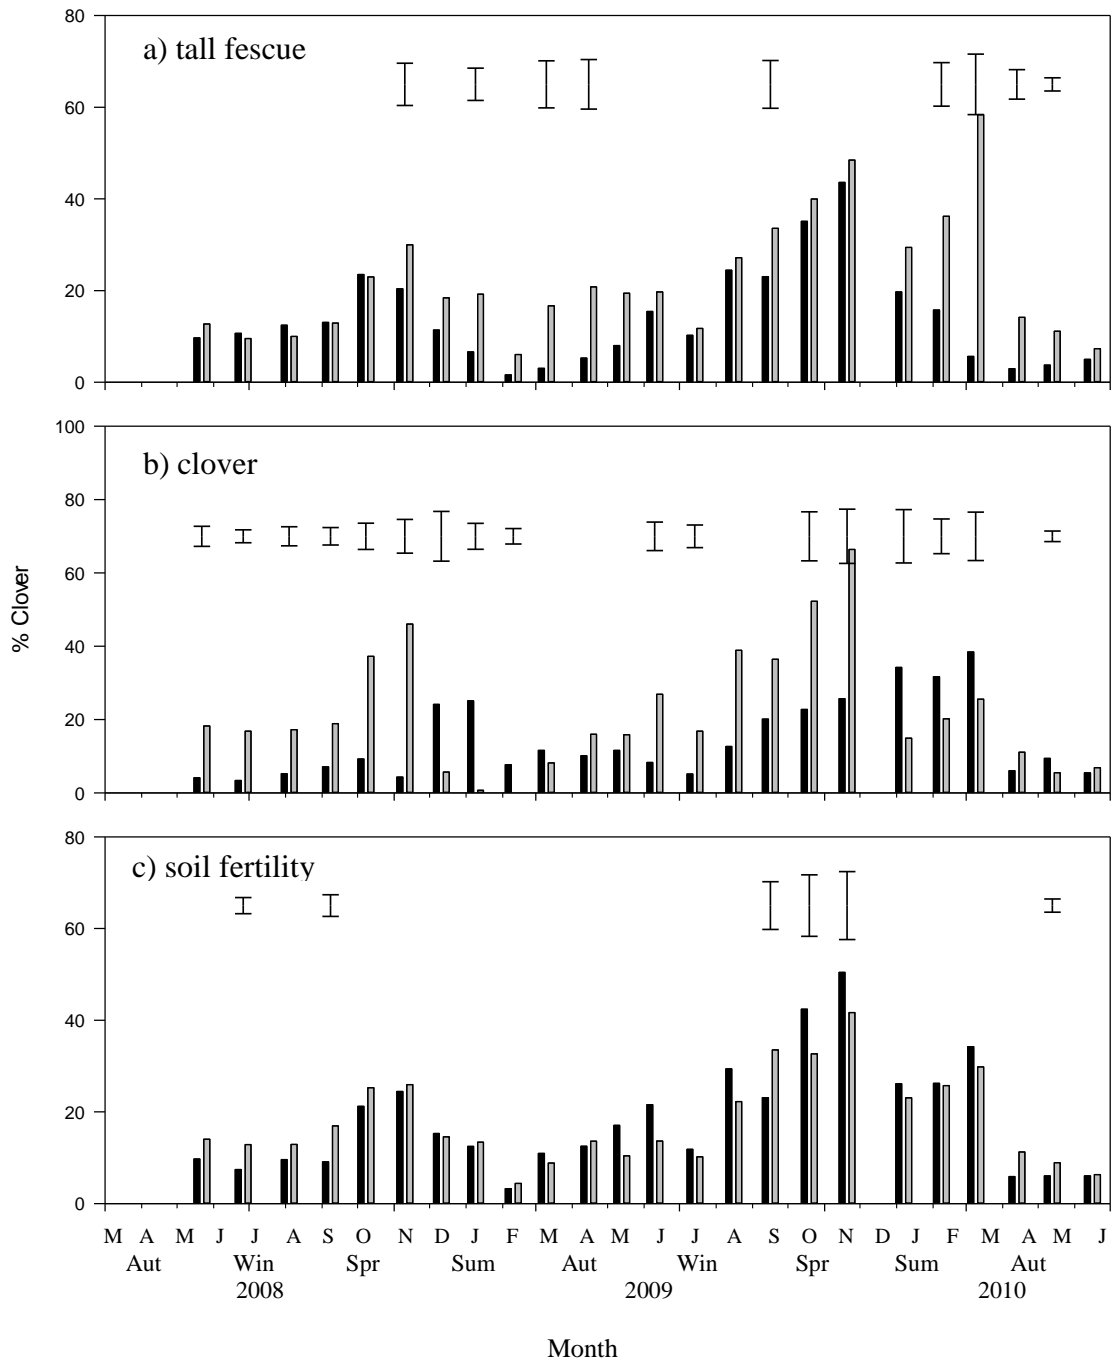 80
a) tall fescue
60
40
20
0
100
b) clover
80
60
40
20
0
% Clover
80
c) soil fertility
60
40
20
0
M A M J J A S O N D J F M A M J J A S O N D J F M A M J
Aut Win Spr Sum Aut Win Spr Sum Aut
2008 2009 2010
Month